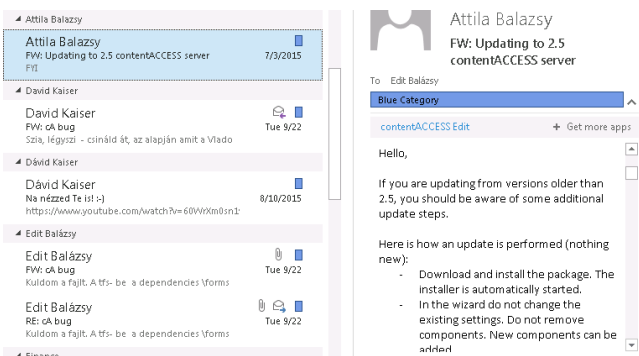 Attila Balazsy
Attila Balazsy
FW: Updating to 2.5 contentACCESS server 7/3/2015
FYI
David Kaiser
David Kaiser
FW: cA bug Tue 9/22
Szia, légyszi - csináld át, az alapján amit a Vlado
Dávid Kaiser
Dávid Kaiser
Na nézzed Te is! :-) 8/10/2015
Edit Balázsy
Edit Balázsy
FW: cA bug Tue 9/22
Kuldom a fajlt. A tfs- be a dependencies \forms
Edit Balázsy
RE: cA bug Tue 9/22
Kuldom a fajlt. A tfs- be a dependencies \forms
Attila Balazsy
FW: Updating to 2.5
contentACCESS server
To Edit Balázsy
Blue Category
contentACCESS Edit + Get more apps
Hello,
If you are updating from versions older than
2.5, you should be aware of some additional
update steps.
Here is how an update is performed (nothing
new):
- Download and install the package. The
installer is automatically started.
- In the wizard do not change the
existing settings. Do not remove
components. New components can be
added